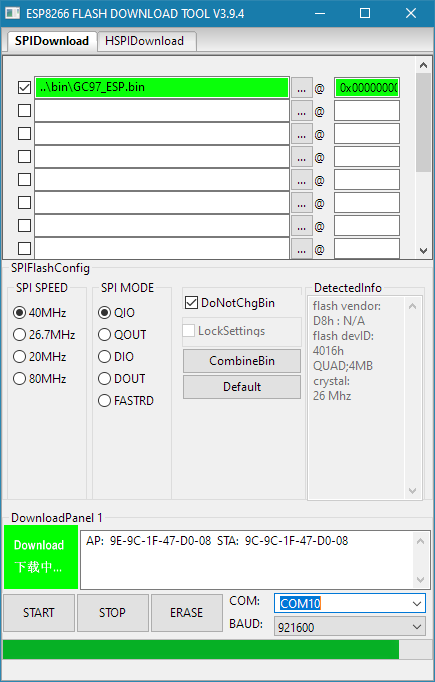 ESP8266 FLASH DOWNLOAD TOOL V3.9.4
SPIDownload HSPIDownload
..\bin\GC97_ESP.bin ... @ 0x00000000
... @
... @
... @
... @
... @
... @
... @
SPIFlashConfig
SPI SPEED
40MHz
26.7MHz
20MHz
80MHz
SPI MODE
QIO
QOUT
DIO
DOUT
FASTRD
DoNotChgBin
LockSettings
CombineBin
Default
DetectedInfo
flash vendor:
D8h : N/A
flash devID:
4016h
QUAD;4MB
crystal:
26 Mhz
DownloadPanel 1
Download
下载中...
AP: 9E-9C-1F-47-D0-08 STA: 9C-9C-1F-47-D0-08
START STOP ERASE
COM: COM10
BAUD: 921600